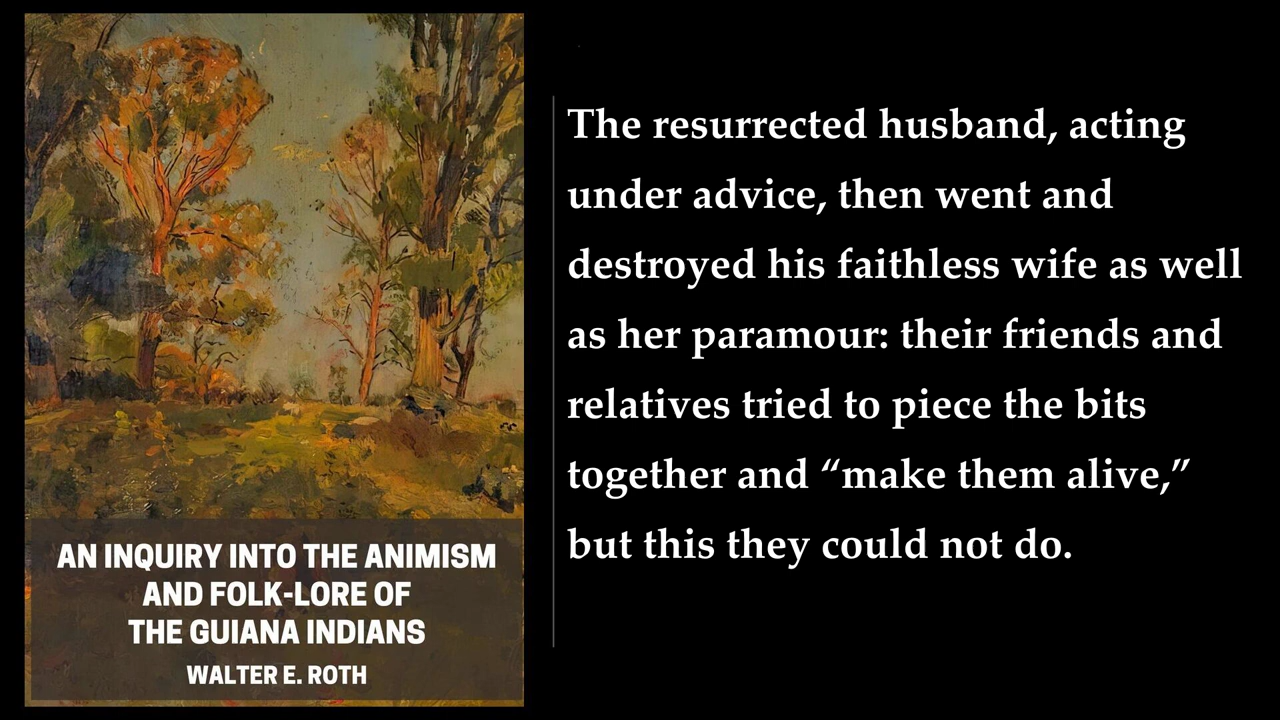 AN INQUIRY INTO THE ANIMISM
AND FOLK-LORE OF
THE GUIANA INDIANS
WALTER E. ROTH
The resurrected husband, acting
under advice, then went and
destroyed his faithless wife as well
as her paramour: their friends and
relatives tried to piece the bits
together and “make them alive,”
but this they could not do.